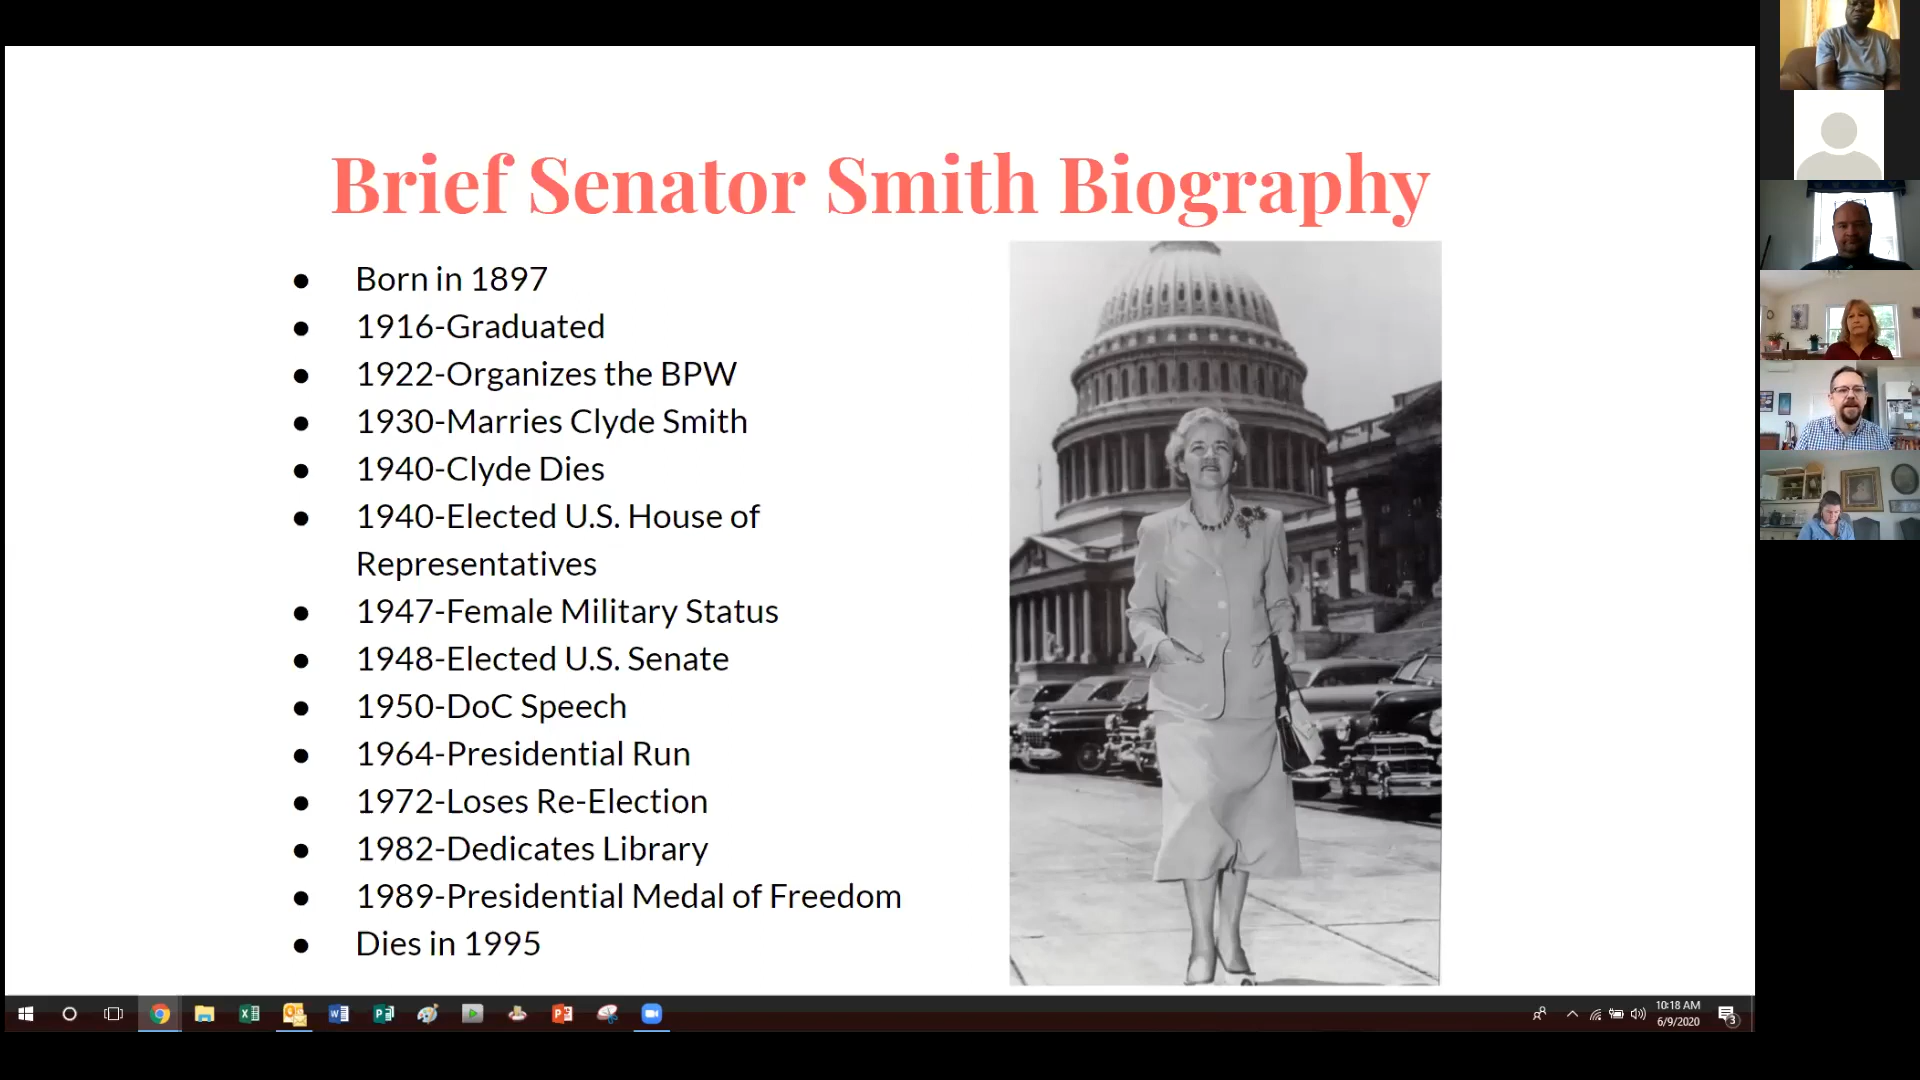 Brief Senator Smith Biography
● Born in 1897
● 1916-Graduated
● 1922-Organizes the BPW
● 1930-Marries Clyde Smith
● 1940-Clyde Dies
● 1940-Elected U.S. House of
Representatives
● 1947-Female Military Status
● 1948-Elected U.S. Senate
● 1950-DoC Speech
● 1964-Presidential Run
● 1972-Loses Re-Election
● 1982-Dedicates Library
● 1989-Presidential Medal of Freedom
● Dies in 1995
10:18 AM
6/9/2020
3